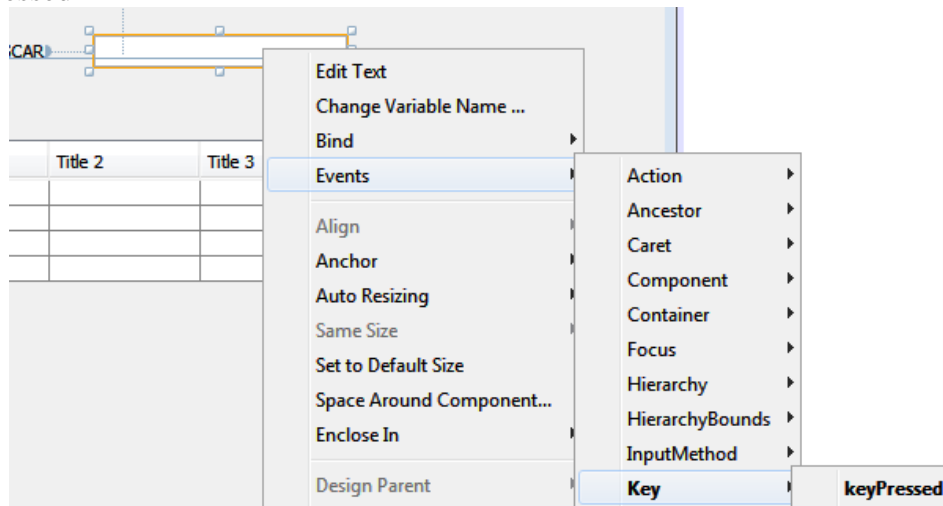 SCAR
Edit Text
Change Variable Name ...
Bind
Title 2 Title 3
Events
Action
Ancestor
Align
Caret
Anchor
Component
Auto Resizing
Container
Same Size
Focus
Set to Default Size
Hierarchy
Space Around Component...
HierarchyBounds
Enclose In
InputMethod
Design Parent
Key
keyPressed